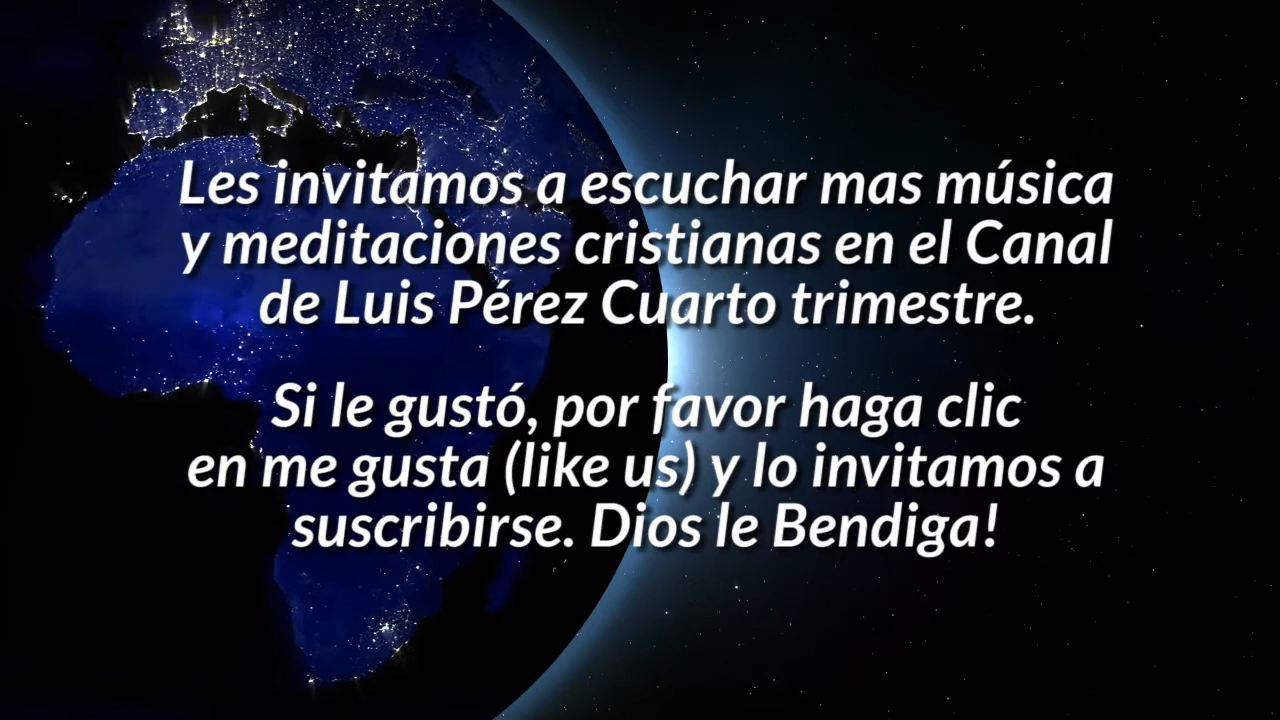 Les invitamos a escuchar mas música
y meditaciones cristianas en el Canal
de Luis Pérez Cuarto trimestre.
Si le gustó, por favor haga clic
en me gusta (like us) y lo invitamos a
suscribirse. Dios le Bendiga!